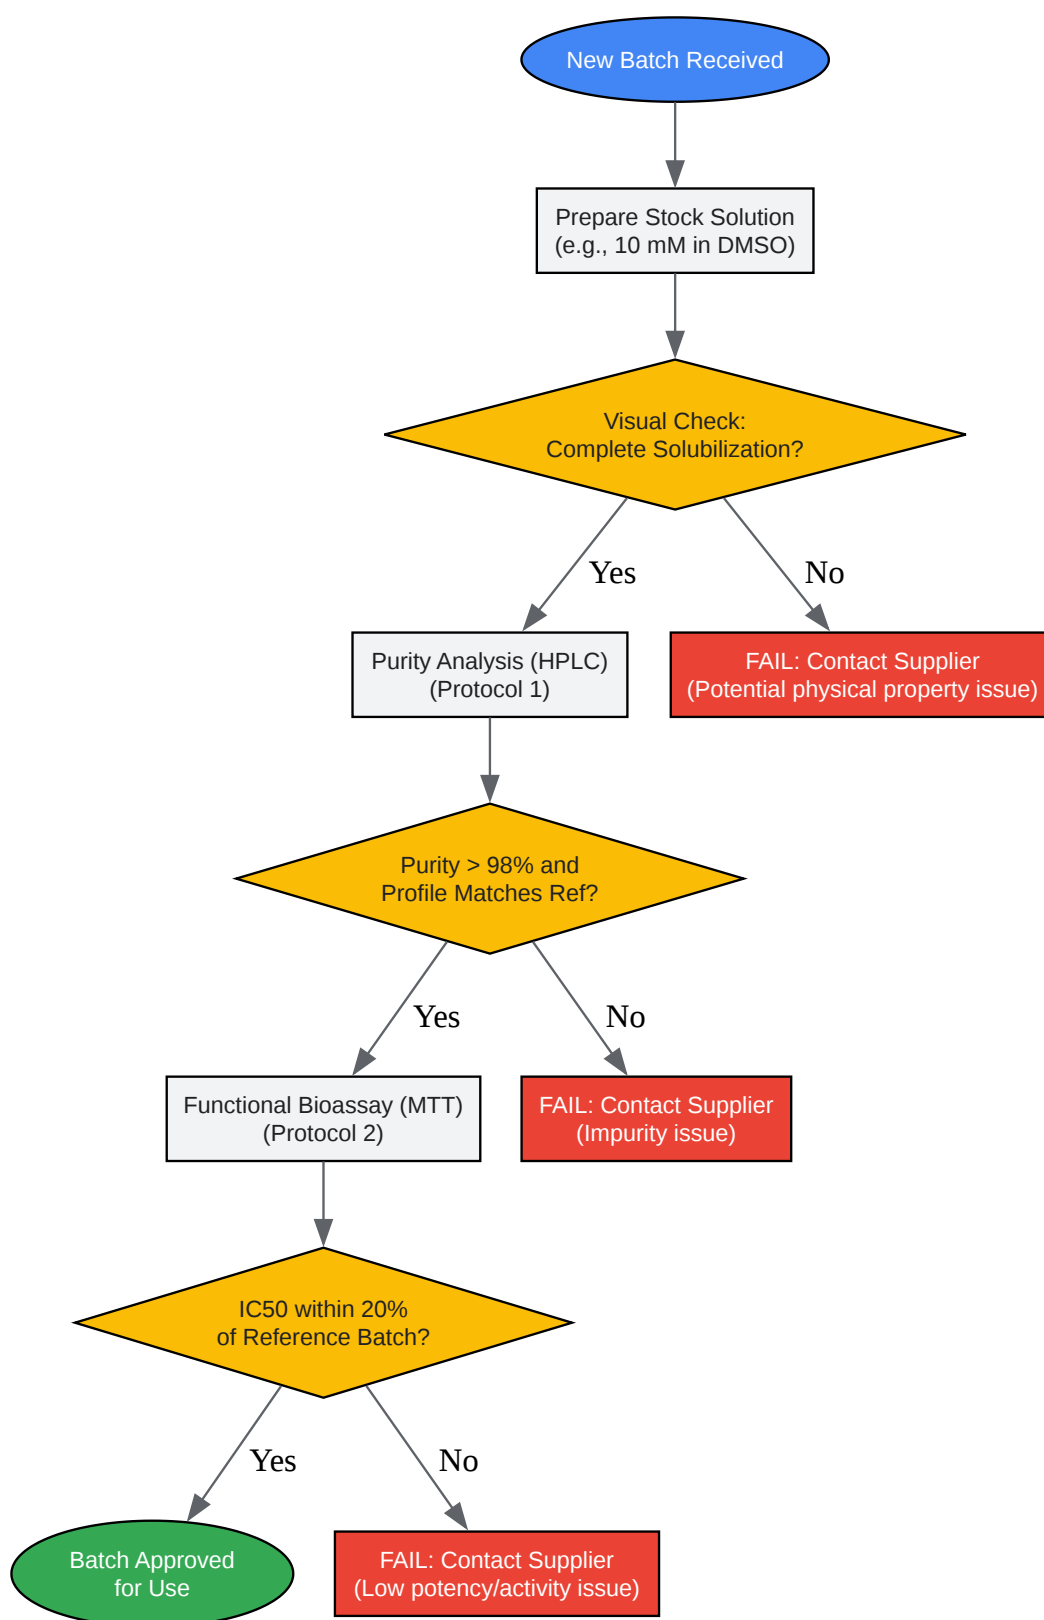 New Batch Received
Prepare Stock Solution
(e.g., 10 mM in DMSO)
Visual Check:
Complete Solubilization?
Yes
No
Purity Analysis (HPLC)
(Protocol 1)
FAIL: Contact Supplier
(Potential physical property issue)
Purity > 98% and
Profile Matches Ref?
Yes
No
Functional Bioassay (MTT)
(Protocol 2)
FAIL: Contact Supplier
(Impurity issue)
IC50 within 20%
of Reference Batch?
Yes
No
Batch Approved
for Use
FAIL: Contact Supplier
(Low potency/activity issue)